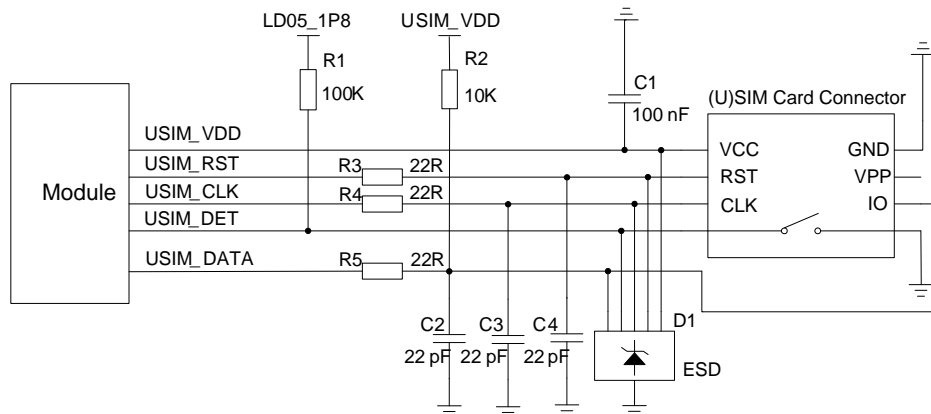 LD05_1P8
USIM_VDD
R1
100K
R2
10K
C1
100 nF
(U)SIM Card Connector
Module
USIM_VDD
USIM_RST
USIM_CLK
USIM_DET
USIM_DATA
R3
22R
R4
22R
R5
22R
VCC
GND
RST
VPP
CLK
IO
C2
22 pF
C3
22 pF
C4
22 pF
D1
ESD